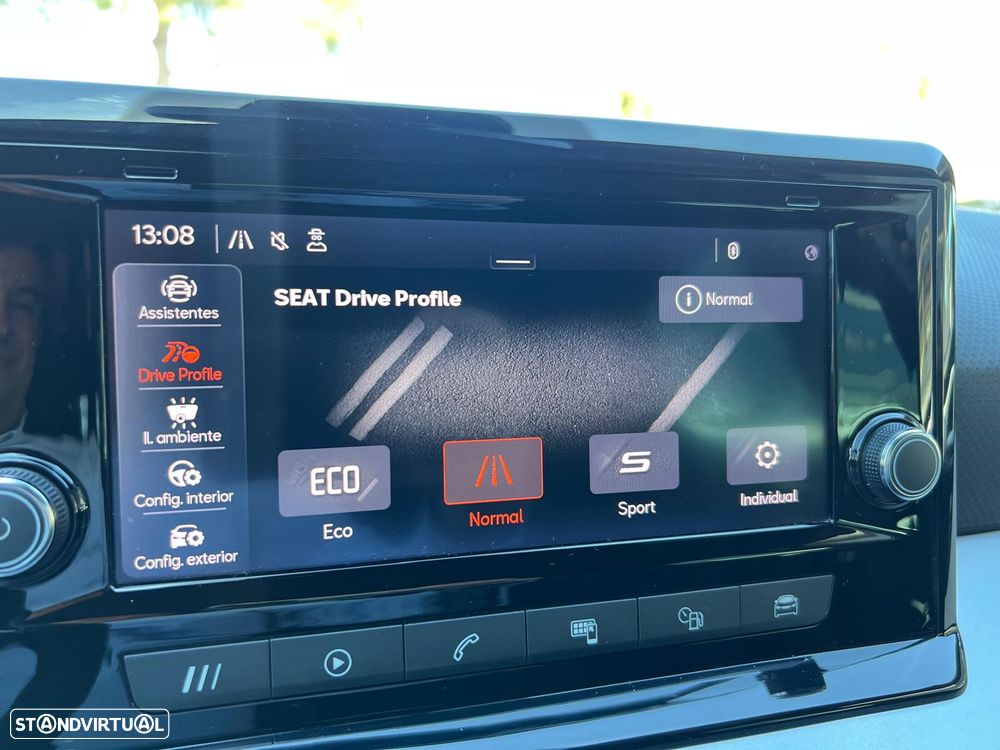 13:08
SEAT Drive Profile
Normal
Assistentes
Drive Profile
Il. ambiente
Config. interior
Config. exterior
ECO
Eco
Normal
S
Sport
Individual
STANDVIRTUAL